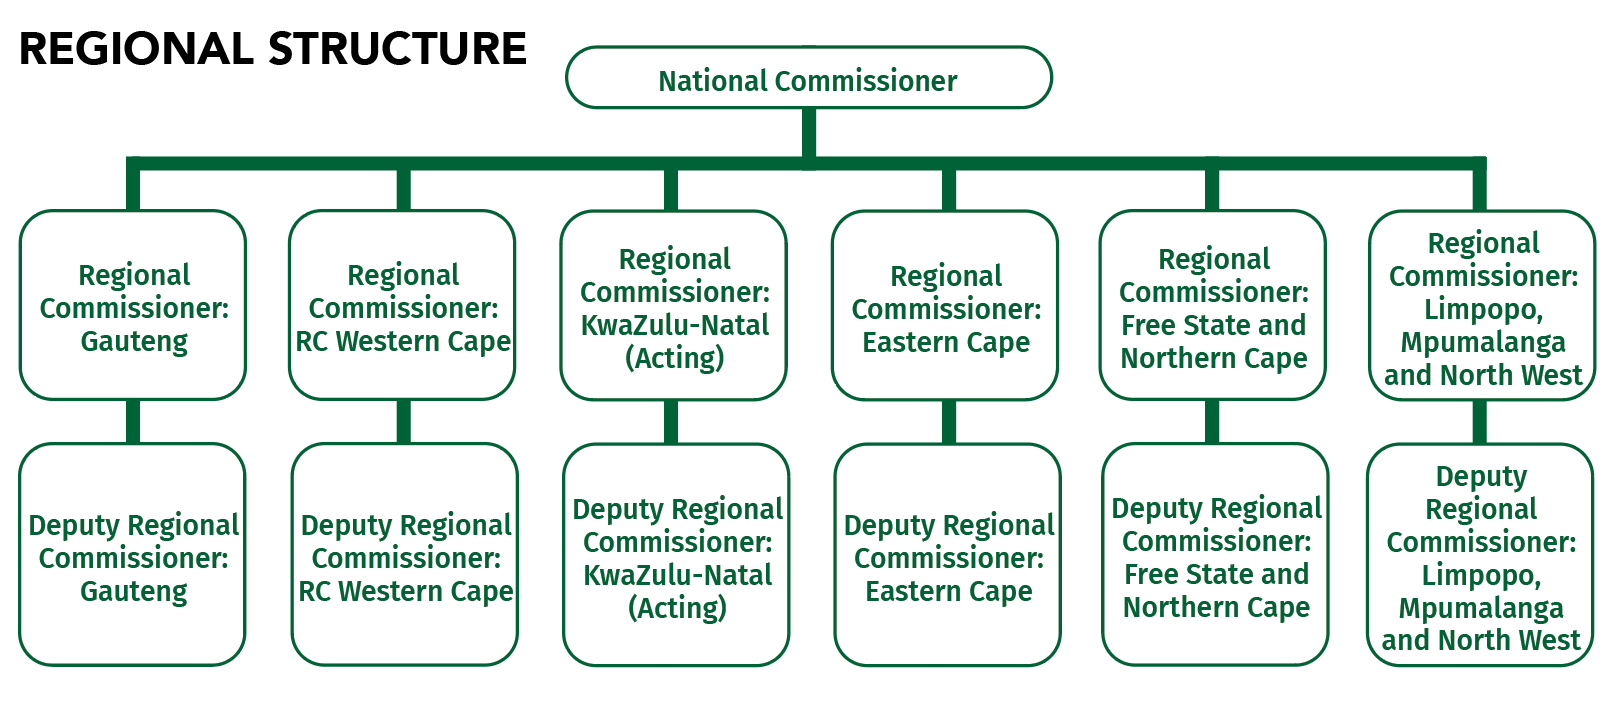 REGIONAL STRUCTURE
National Commissioner
Regional
Commissioner:
Gauteng
Regional
Commissioner:
RC Western Cape
Regional
Commissioner:
KwaZulu-Natal
(Acting)
Regional
Commissioner:
Eastern Cape
Regional
Commissioner:
Free State and
Northern Cape
Regional
Commissioner:
Limpopo,
Mpumalanga
and North West
Deputy Regional
Commissioner:
Gauteng
Deputy Regional
Commissioner:
RC Western Cape
Deputy Regional
Commissioner:
KwaZulu-Natal
(Acting)
Deputy Regional
Commissioner:
Eastern Cape
Deputy Regional
Commissioner:
Free State and
Northern Cape
Deputy
Regional
Commissioner:
Limpopo,
Mpumalanga
and North West